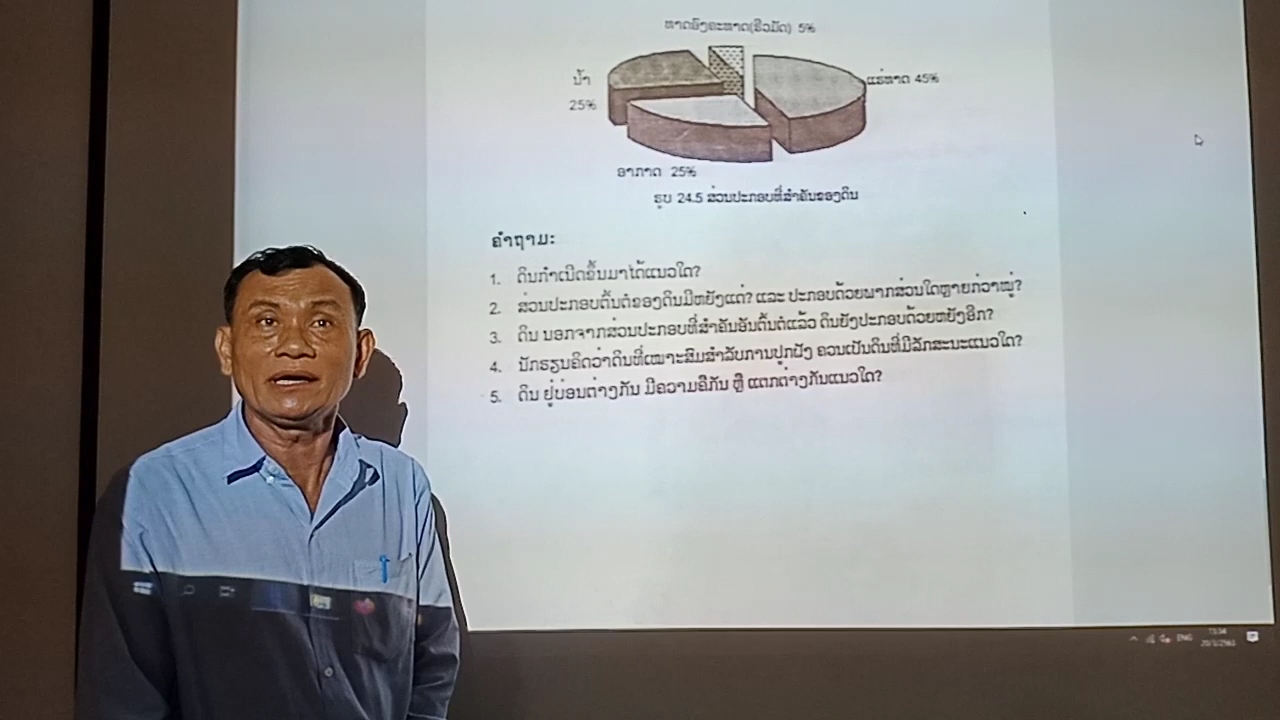 ທາດອົງຄະທາດ(ຊີວມັດ) 5%
ນ້ຳ
25%
ແຮ່ທາດ 45%
ອາກາດ 25%
ຮູບ 24.5 ສ່ວນປະກອບທີ່ສຳຄັນຂອງດິນ
ຄຳຖາມ:
1. ດິນກຳເນີດຂຶ້ນມາໄດ້ແນວໃດ?
2. ສ່ວນປະກອບຕົ້ນຕໍຂອງດິນມີຫຍັງແດ່? ແລະ ປະກອບດ້ວຍພາກສ່ວນໃດຫຼາຍກ່ວາໝູ່?
3. ດິນ ນອກຈາກສ່ວນປະກອບທີ່ສຳຄັນອັນຕົ້ນຕໍແລ້ວ ດິນຍັງປະກອບດ້ວຍຫຍັງອີກ?
4. ນັກຮຽນຄິດວ່າດິນທີ່ເໝາະສົມສຳລັບການປູກຝັງ ຄວນເປັນດິນທີ່ມີລັກສະນະແນວໃດ?
5. ດິນ ຢູ່ບ່ອນຕ່າງກັນ ມີຄວາມຄືກັນ ຫຼື ແຕກຕ່າງກັນແນວໃດ?
ENG